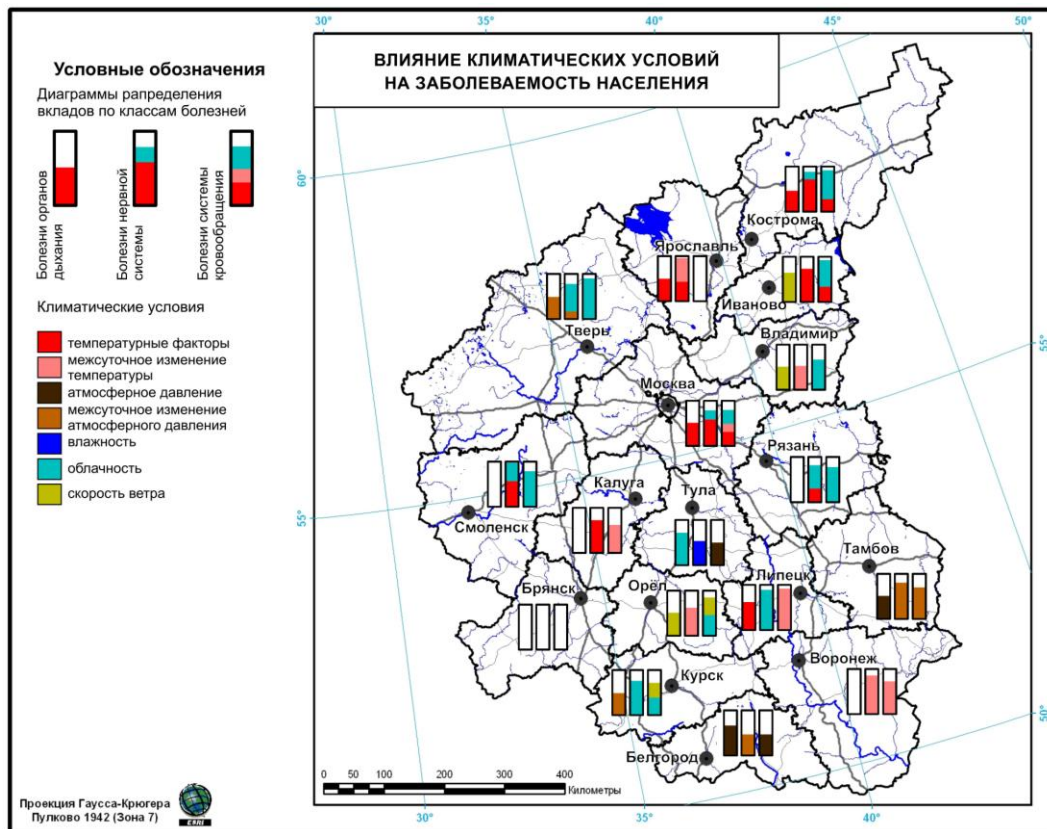 30°
35°
40°
45°
50°
ВЛИЯНИЕ КЛИМАТИЧЕСКИХ УСЛОВИЙ
НА ЗАБОЛЕВАЕМОСТЬ НАСЕЛЕНИЯ
Условные обозначения
Диаграммы рапределения
вкладов по классам болезней
Болезни органов
дыхания
Болезни нервной
системы
Болезни системы
кровообращения
Климатические условия
температурные факторы
межсуточное изменение
температуры
атмосферное давление
межсуточное изменение
атмоферного давления
влажность
облачность
скорость ветра
60°
55°
50°
55°
50°
Кострома
Ярославль
Иваново
Тверь
Владимир
Москва
Рязань
Калуга
Тула
Смоленск
Тамбов
Липецк
Брянск
Орёл
Воронеж
Курск
Белгород
0 50 100 200 300 400
Километры
30°
35°
40°
Проекция Гаусса-Крюгера
Пулково 1942 (Зона 7)
ESRI